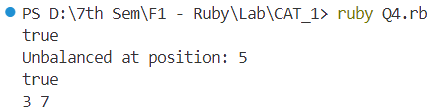 PS D:\7th Sem\F1 - Ruby\Lab\CAT_1> ruby Q4.rb
true
Unbalanced at position: 5
true
3 7